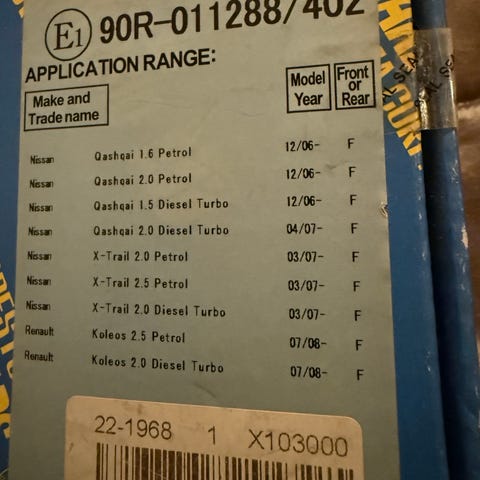 E1 90R-011288/402
APPLICATION RANGE:
Make and Trade name Model Year Front or Rear
Nissan Qashqai 1.6 Petrol 12/06- F
Nissan Qashqai 2.0 Petrol 12/06- F
Nissan Qashqai 1.5 Diesel Turbo 12/06- F
Nissan Qashqai 2.0 Diesel Turbo 04/07- F
Nissan X-Trail 2.0 Petrol 03/07- F
Nissan X-Trail 2.5 Petrol 03/07- F
Nissan X-Trail 2.0 Diesel Turbo 03/07- F
Renault Koleos 2.5 Petrol 07/08- F
Renault Koleos 2.0 Diesel Turbo 07/08- F
22-1968 1 X103000
SEAL